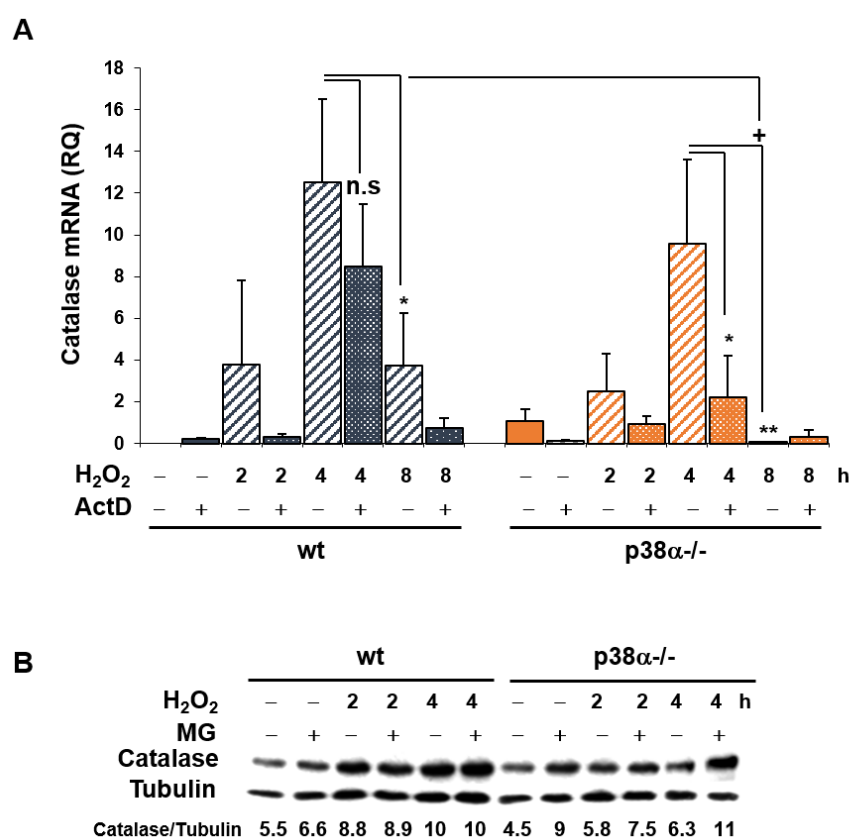 A
Catalase mRNA (RQ)
18
16
14
12
10
8
6
4
2
0
n.s
*
+
*
**
H₂O₂ – – 2 2 4 4 8 8 – – 2 2 4 4 8 8 h
ActD – + – + – + – + – + – + – + – +
wt p38α-/-
B
wt p38α-/-
H₂O₂ – – 2 2 4 4 – – 2 2 4 4 h
MG – + – + – + – + – + – +
Catalase
Tubulin
Catalase/Tubulin 5.5 6.6 8.8 8.9 10 10 4.5 9 5.8 7.5 6.3 11